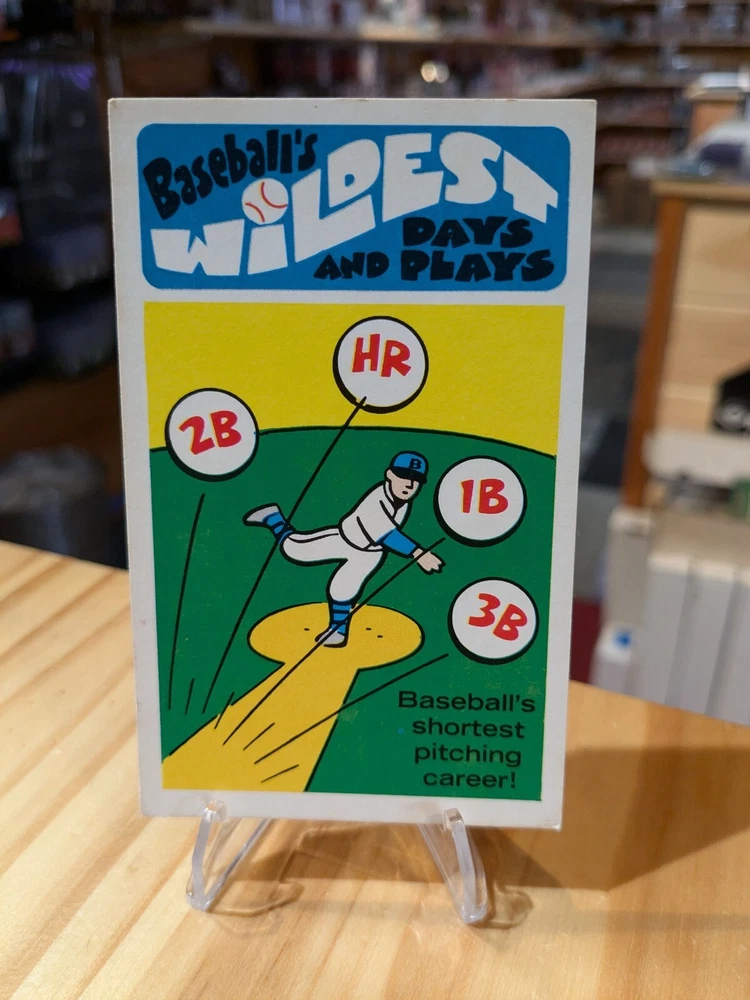 Baseball's
WiLDEST
DAYS
AND PLAYS
HR
2B
B
1B
3B
Baseball's
shortest
pitching
career!